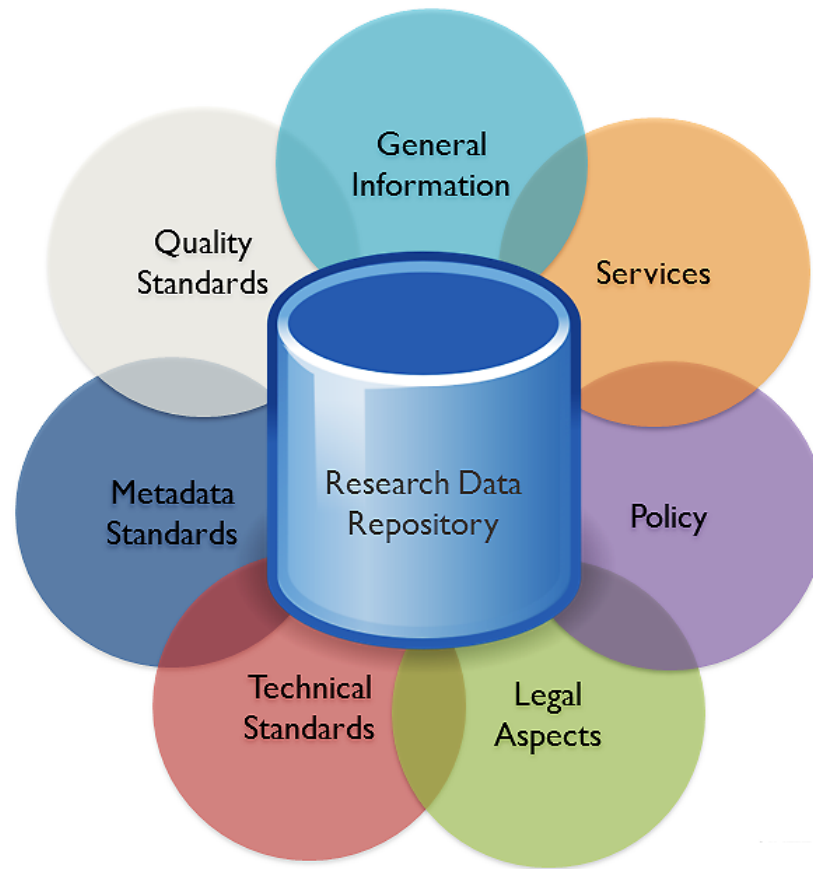 General
Information
Services
Policy
Legal
Aspects
Technical
Standards
Metadata
Standards
Quality
Standards
Research Data
Repository